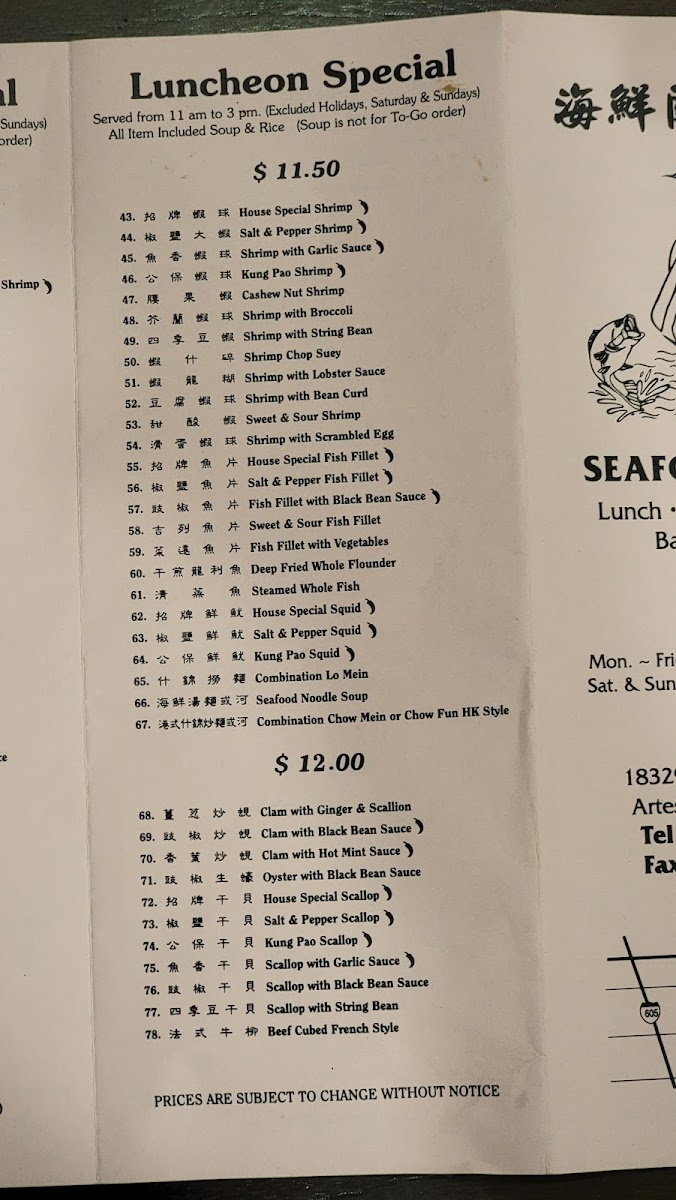 al
Sundays)
order)
Shrimp
Luncheon Special
Served from 11 am to 3 pm. (Excluded Holidays, Saturday & Sundays)
All Item Included Soup & Rice (Soup is not for To-Go order)
$ 11.50
43. 招牌蝦球 House Special Shrimp
44. 椒鹽大蝦 Salt & Pepper Shrimp
45. 魚香蝦球 Shrimp with Garlic Sauce
46. 公保蝦球 Kung Pao Shrimp
47. 腰果蝦 Cashew Nut Shrimp
48. 芥蘭蝦球 Shrimp with Broccoli
49. 四季豆蝦 Shrimp with String Bean
50. 蝦什碎 Shrimp Chop Suey
51. 蝦龍糊 Shrimp with Lobster Sauce
52. 豆腐蝦球 Shrimp with Bean Curd
53. 甜酸蝦 Sweet & Sour Shrimp
54. 滑蛋蝦球 Shrimp with Scrambled Egg
55. 招牌魚片 House Special Fish Fillet
56. 椒鹽魚片 Salt & Pepper Fish Fillet
57. 豉椒魚片 Fish Fillet with Black Bean Sauce
58. 吉列魚片 Sweet & Sour Fish Fillet
59. 菜遠魚片 Fish Fillet with Vegetables
60. 干煎龍利魚 Deep Fried Whole Flounder
61. 清蒸魚 Steamed Whole Fish
62. 招牌鮮魷 House Special Squid
63. 椒鹽鮮魷 Salt & Pepper Squid
64. 公保鮮魷 Kung Pao Squid
65. 什錦撈麵 Combination Lo Mein
66. 海鮮湯麵或河 Seafood Noodle Soup
67. 港式什錦炒麵或河 Combination Chow Mein or Chow Fun HK Style
$ 12.00
68. 薑葱炒蜆 Clam with Ginger & Scallion
69. 豉椒炒蜆 Clam with Black Bean Sauce
70. 香葉炒蜆 Clam with Hot Mint Sauce
71. 豉椒生蠔 Oyster with Black Bean Sauce
72. 招牌干貝 House Special Scallop
73. 椒鹽干貝 Salt & Pepper Scallop
74. 公保干貝 Kung Pao Scallop
75. 魚香干貝 Scallop with Garlic Sauce
76. 豉椒干貝 Scallop with Black Bean Sauce
77. 四季豆干貝 Scallop with String Bean
78. 法式牛柳 Beef Cubed French Style
PRICES ARE SUBJECT TO CHANGE WITHOUT NOTICE
海鮮
SEAFO
Lunch •
Ba
Mon. ~ Fri
Sat. & Sun
18329
Artes
Tel
Fax
605